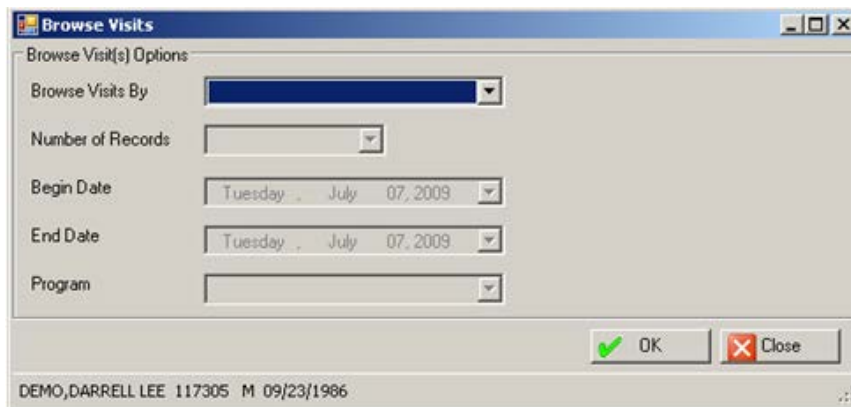 Browse Visits
Browse Visit(s) Options
Browse Visits By
Number of Records
Begin Date Tuesday , July 07, 2009
End Date Tuesday , July 07, 2009
Program
OK Close
DEMO,DARRELL LEE 117305 M 09/23/1986